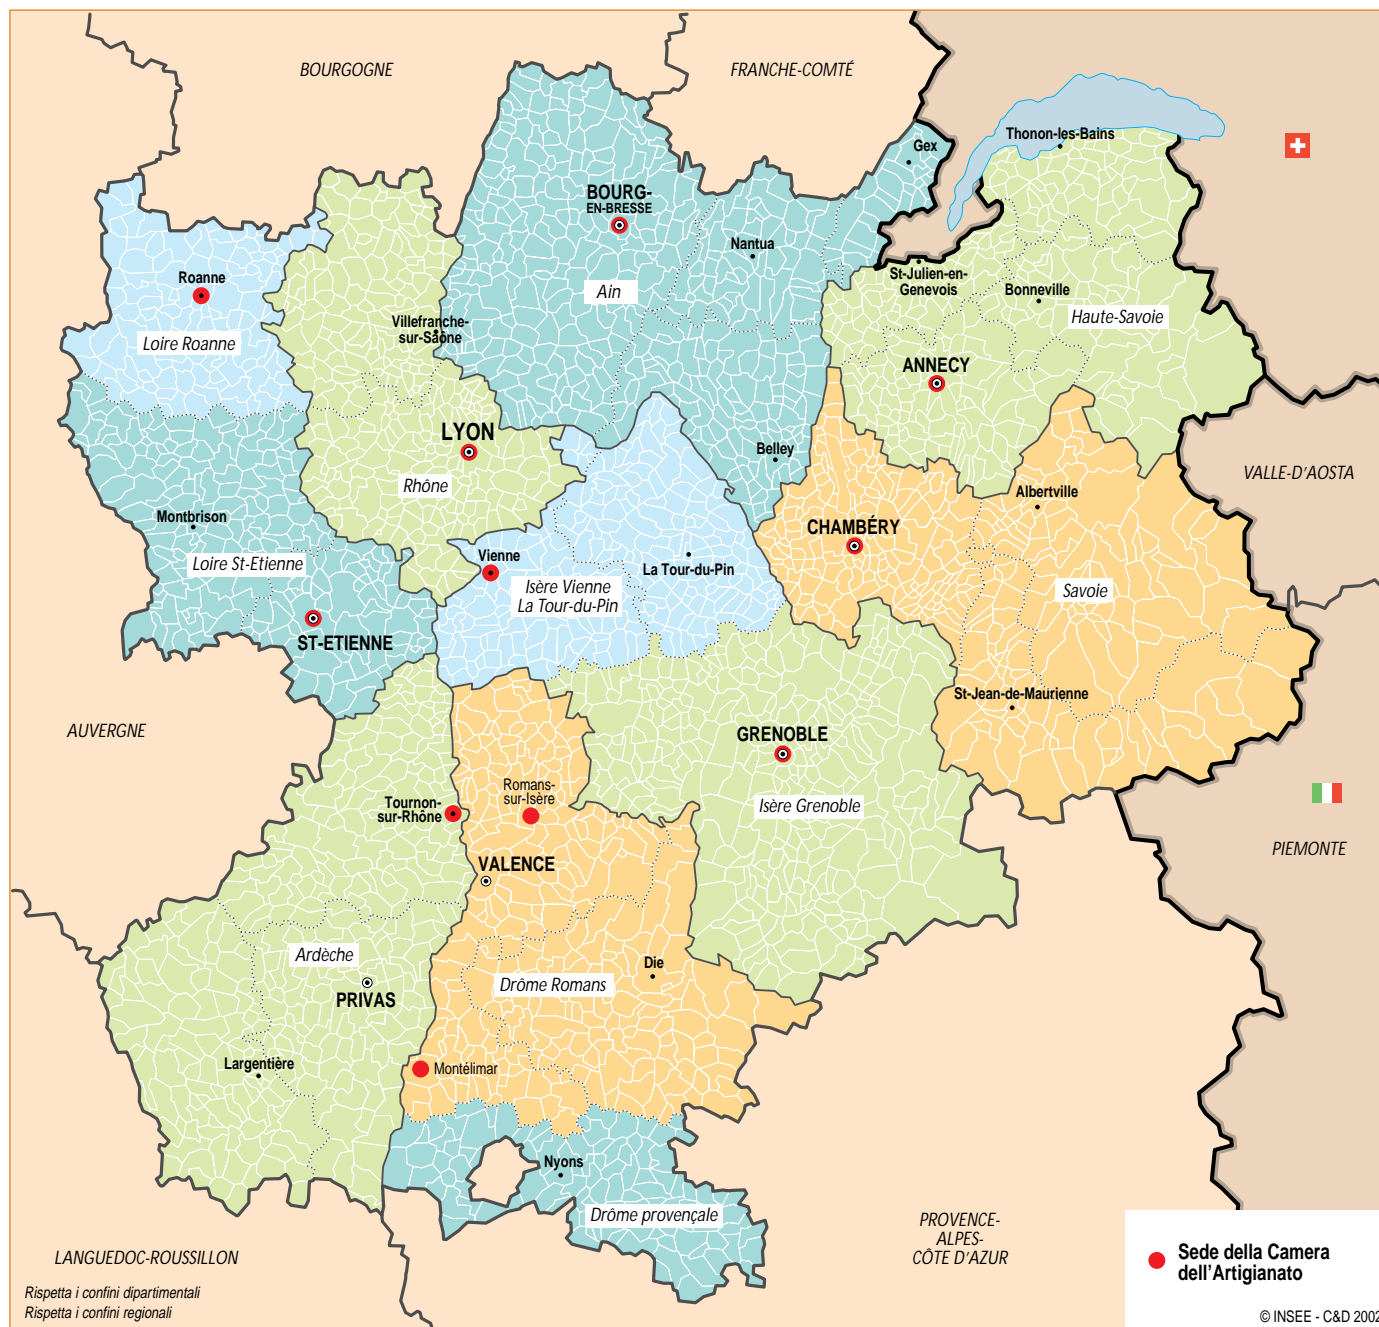 BOURGOGNE
FRANCHE-COMTÉ
Thonon-les-Bains
Gex
BOURG-
EN-BRESSE
Nantua
Roanne
St-Julien-en-
Genevois
Bonneville
Ain
Haute-Savoie
Villefranche-
sur-Saône
Loire Roanne
ANNECY
LYON
Belley
VALLE-D'AOSTA
Rhône
Albertville
Montbrison
CHAMBÉRY
Vienne
Loire St-Etienne
La Tour-du-Pin
Isère Vienne
La Tour-du-Pin
Savoie
ST-ETIENNE
St-Jean-de-Maurienne
AUVERGNE
GRENOBLE
Romans-
sur-Isère
Tournon-
sur-Rhône
Isère Grenoble
PIEMONTE
VALENCE
Ardèche
Die
Drôme Romans
PRIVAS
Largentière
Montélimar
Nyons
Drôme provençale
PROVENCE-
ALPES-
CÔTE D'AZUR
LANGUEDOC-ROUSSILLON
Sede della Camera
dell'Artigianato
Rispetta i confini dipartimentali
Rispetta i confini regionali
© INSEE - C&D 2002